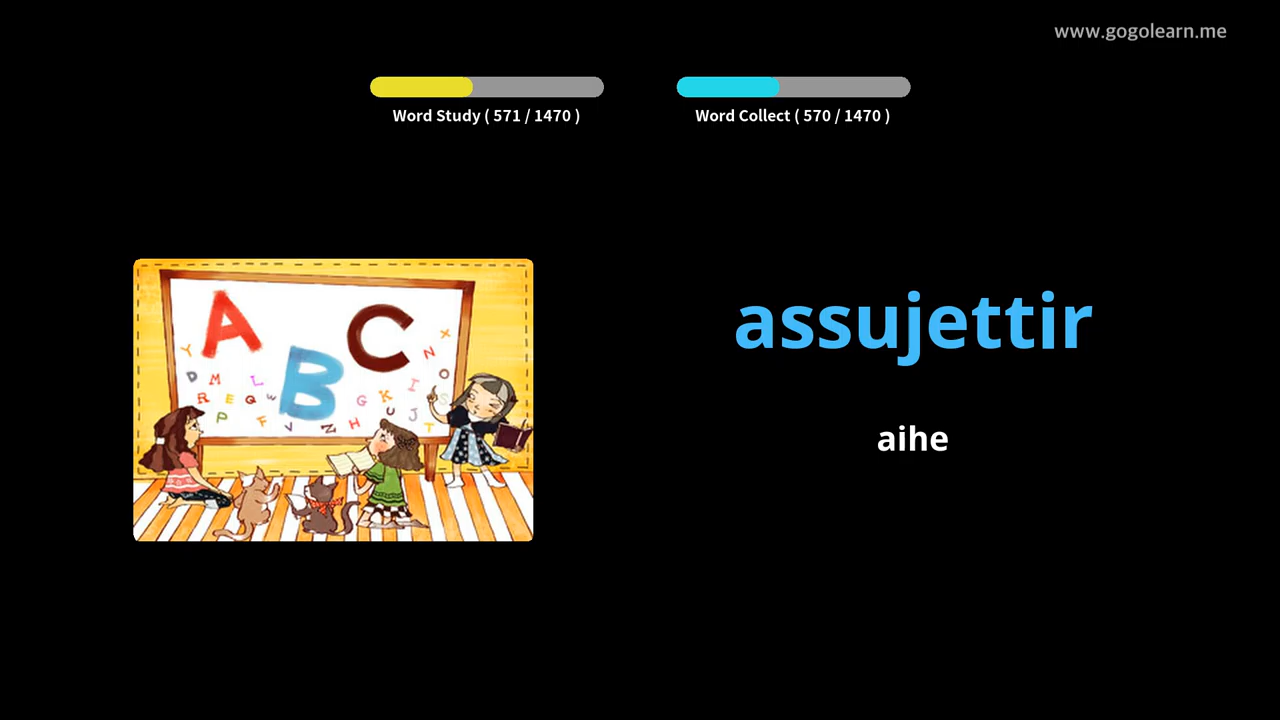 www.gogolearn.me
Word Study ( 571 / 1470 )
Word Collect ( 570 / 1470 )
A
B
C
Y
X
N
D
M
L
O
R
E
Q
W
G
K
I
S
P
F
V
Z
H
U
J
T
assujettir
aihe